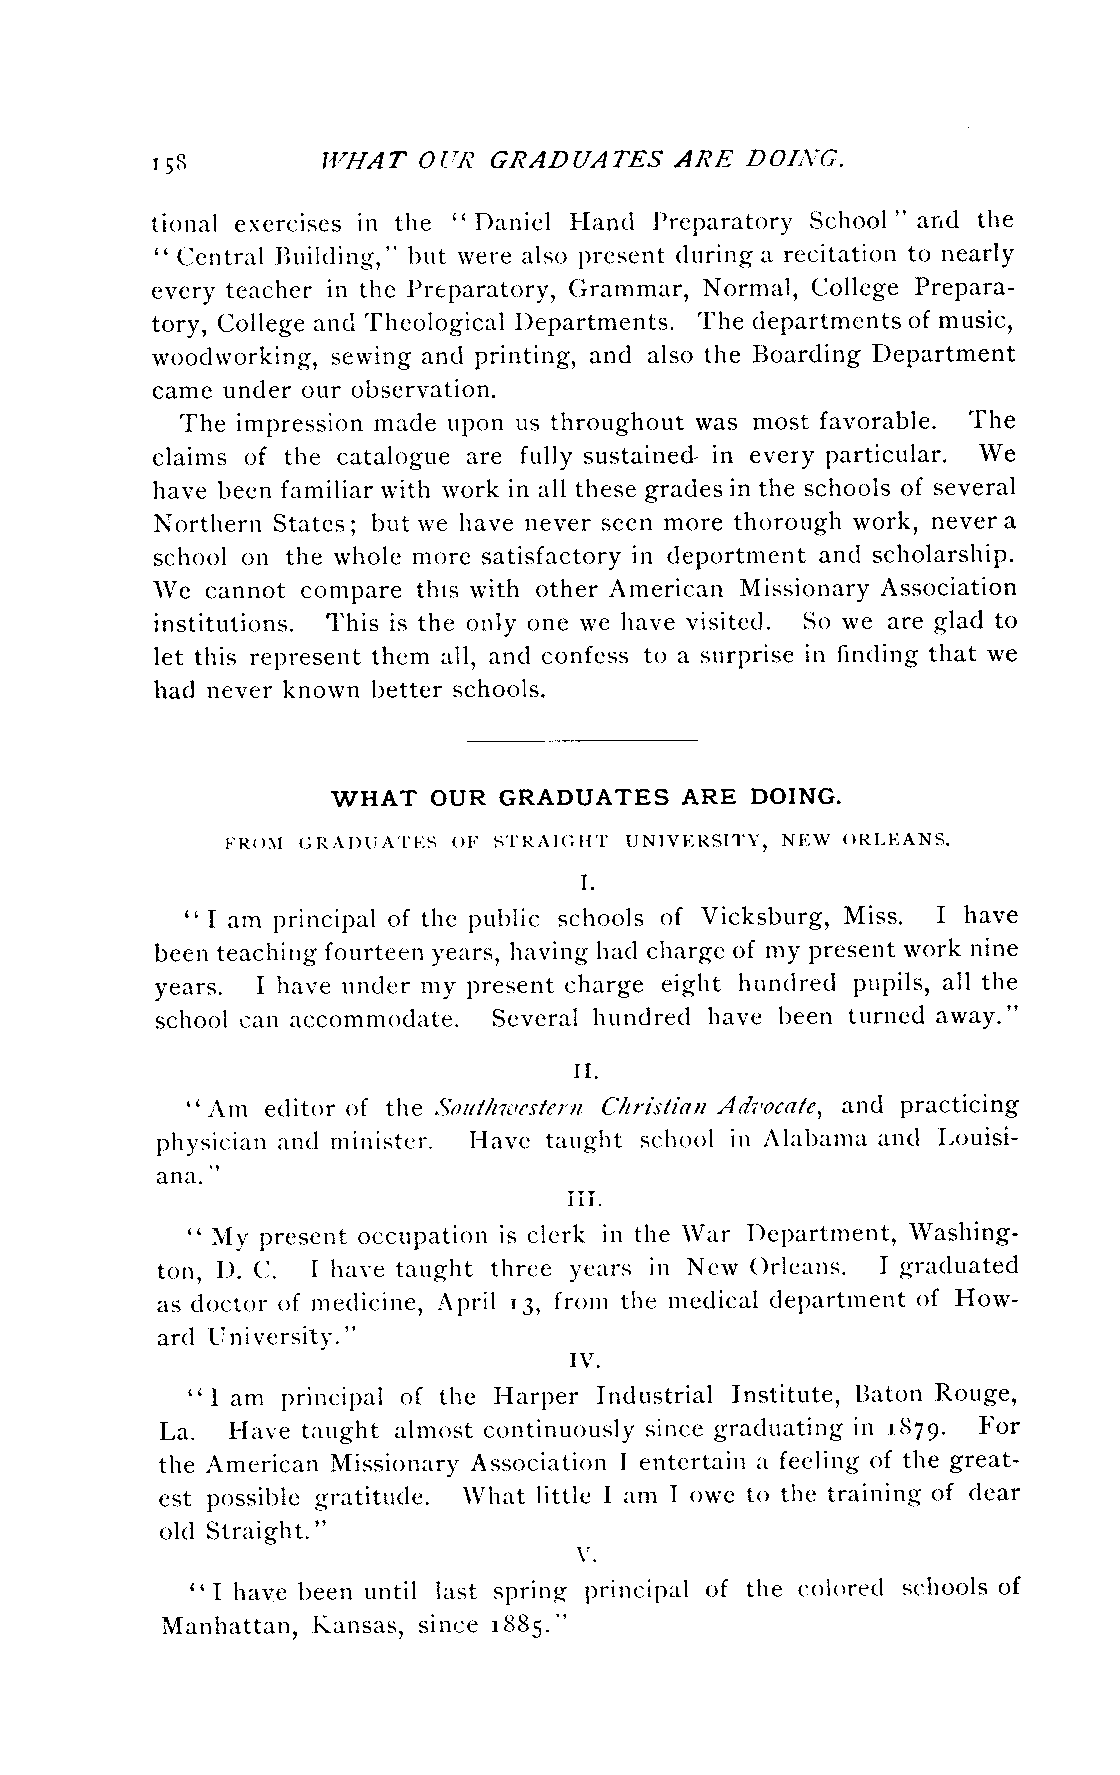 158 WHAT OUR GRADUATES ARE DOING.
tional exercises in the “Daniel Hand Preparatory School” and the
“Central Building,” but were also present during a recitation to nearly
every teacher in the Preparatory, Grammar, Normal, College Prepara-
tory, College and Theological Departments. The departments of music,
woodworking, sewing and printing, and also the Boarding Department
came under our observation.
The impression made upon us throughout was most favorable. The
claims of the catalogue are fully sustained in every particular. We
have been familiar with work in all these grades in the schools of several
Northern States; but we have never seen more thorough work, never a
school on the whole more satisfactory in deportment and scholarship.
We cannot compare this with other American Missionary Association
institutions. This is the only one we have visited. So we are glad to
let this represent them all, and confess to a surprise in finding that we
had never known better schools.
WHAT OUR GRADUATES ARE DOING.
FROM GRADUATES OF STRAIGHT UNIVERSITY, NEW ORLEANS.
I.
“I am principal of the public schools of Vicksburg, Miss. I have
been teaching fourteen years, having had charge of my present work nine
years. I have under my present charge eight hundred pupils, all the
school can accommodate. Several hundred have been turned away.”
II.
“Am editor of the Southwestern Christian Advocate, and practicing
physician and minister. Have taught school in Alabama and Louisi-
ana.”
III.
“My present occupation is clerk in the War Department, Washing-
ton, D. C. I have taught three years in New Orleans. I graduated
as doctor of medicine, April 13, from the medical department of How-
ard University.”
IV.
“I am principal of the Harper Industrial Institute, Baton Rouge,
La. Have taught almost continuously since graduating in 1879. For
the American Missionary Association I entertain a feeling of the great-
est possible gratitude. What little I am I owe to the training of dear
old Straight.”
V.
“I have been until last spring principal of the colored schools of
Manhattan, Kansas, since 1885.”